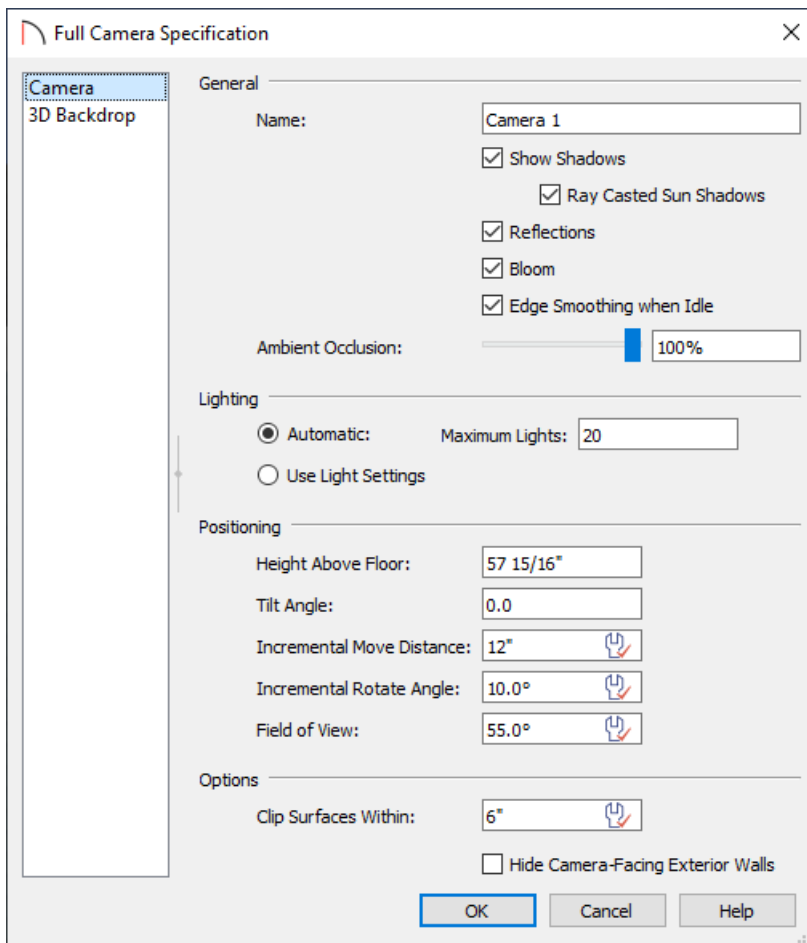 Full Camera Specification
Camera
3D Backdrop
General
Name: Camera 1
Show Shadows
Ray Casted Sun Shadows
Reflections
Bloom
Edge Smoothing when Idle
Ambient Occlusion: 100%
Lighting
Automatic: Maximum Lights: 20
Use Light Settings
Positioning
Height Above Floor: 57 15/16"
Tilt Angle: 0.0
Incremental Move Distance: 12"
Incremental Rotate Angle: 10.0°
Field of View: 55.0°
Options
Clip Surfaces Within: 6"
Hide Camera-Facing Exterior Walls
OK Cancel Help